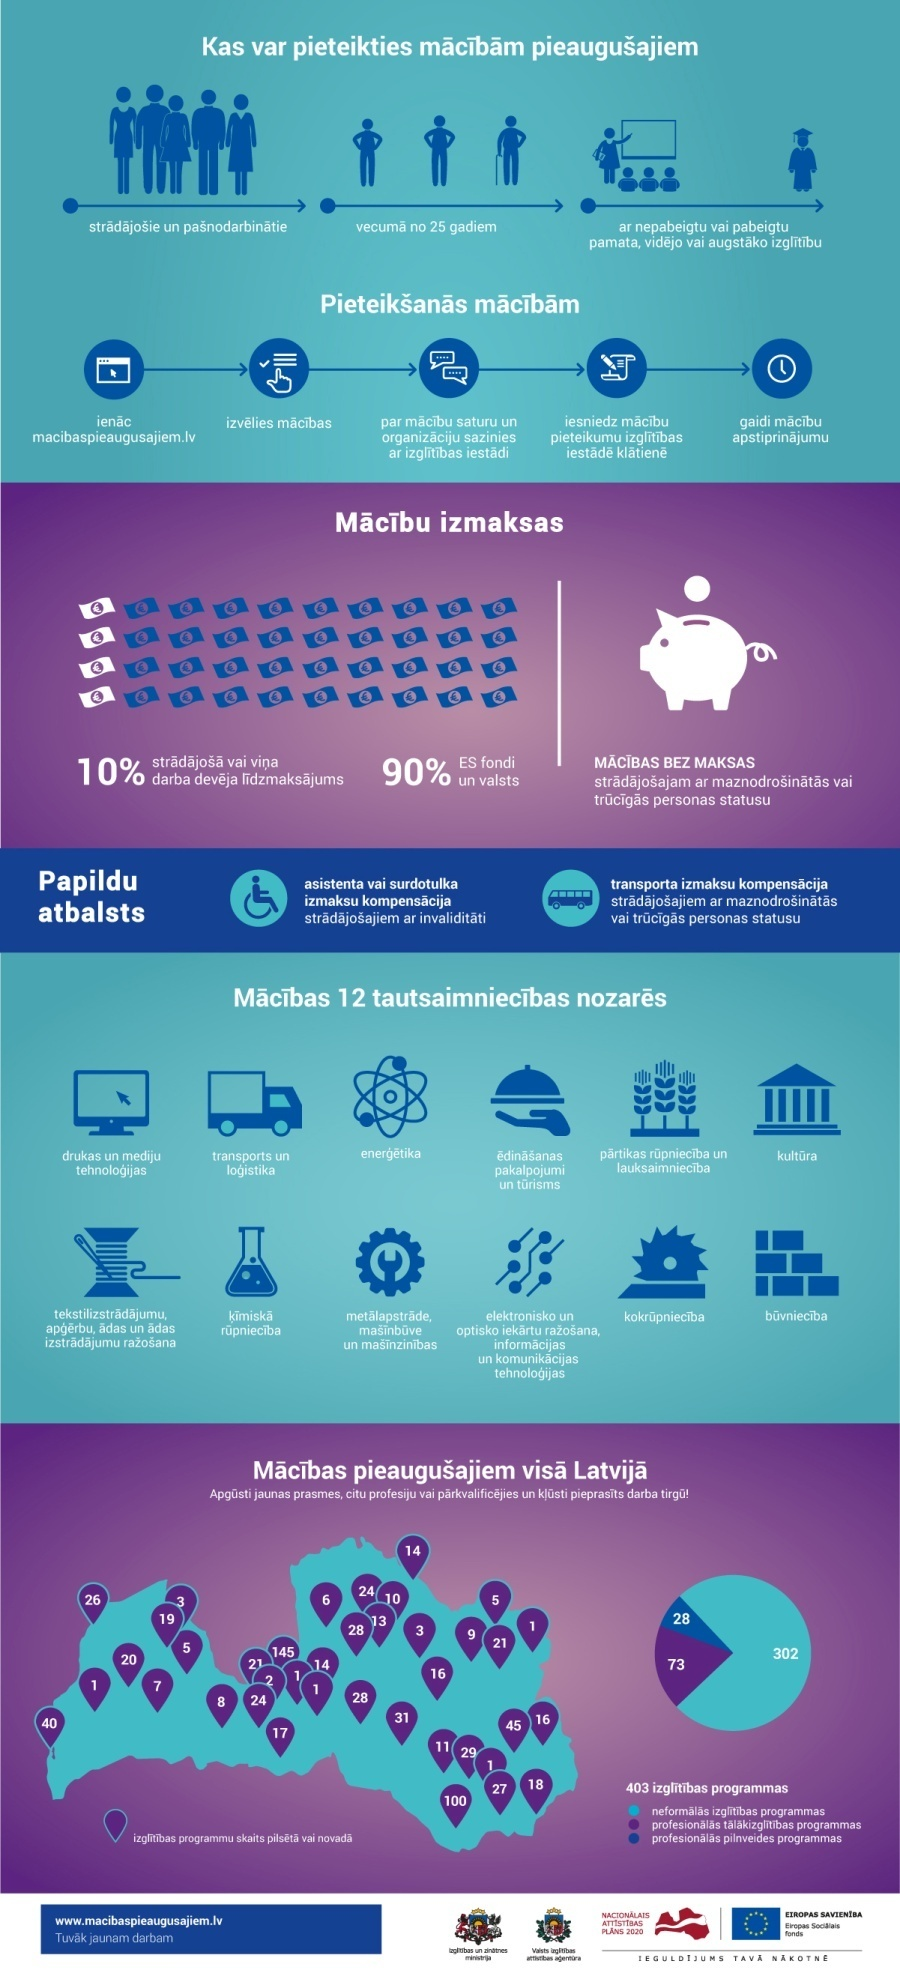 Kas var pieteikties mācībām pieaugušajiem
strādājošie un pašnodarbinātie
vecumā no 25 gadiem
ar nepabeigtu vai pabeigtu
pamata, vidējo vai augstāko izglītību
Pieteikšanās mācībām
ienāc
macibaspieaugusajiem.lv
izvēlies mācības
par mācību saturu un
organizāciju sazinies
ar izglītības iestādi
iesniedz mācību
pieteikumu izglītības
iestādē klātienē
gaidi mācību
apstiprinājumu
Mācību izmaksas
10% strādājošā vai viņa
darba devēja līdzmaksājums
90% ES fondi
un valsts
MĀCĪBAS BEZ MAKSAS
strādājošajam ar maznodrošinātās vai
trūcīgās personas statusu
Papildu
atbalsts
asistenta vai surdotulka
izmaksu kompensācija
strādājošajiem ar invaliditāti
transporta izmaksu kompensācija
strādājošajiem ar maznodrošinātās
vai trūcīgās personas statusu
Mācības 12 tautsaimniecības nozarēs
drukas un mediju
tehnoloģijas
transports un
loģistika
enerģētika
ēdināšanas
pakalpojumi
un tūrisms
pārtikas rūpniecība un
lauksaimniecība
kultūra
tekstilizstrādājumu,
apģērbu, ādas un ādas
izstrādājumu ražošana
ķīmiskā
rūpniecība
metālapstrāde,
mašīnbūve
un mašīnzinības
elektronisko un
optisko iekārtu ražošana,
informācijas
un komunikācijas
tehnoloģijas
kokrūpniecība
būvniecība
Mācības pieaugušajiem visā Latvijā
Apgūsti jaunas prasmes, citu profesiju vai pārkvalificējies un kļūsti pieprasīts darba tirgū!
14
26
3
19
5
20
1
7
40
6
24
10
28
13
3
5
9
21
1
145
21
2
1
14
1
8
24
17
28
16
31
11
29
1
45
16
100
27
18
28
73
302
izglītības programmu skaits pilsētā vai novadā
403 izglītības programmas
neformālās izglītības programmas
profesionālās tālākizglītības programmas
profesionālās pilnveides programmas
www.macibaspieaugusajiem.lv
Tuvāk jaunam darbam
Izglītības un zinātnes
ministrija
Valsts izglītības
attīstības aģentūra
NACIONĀLAIS
ATTĪSTĪBAS
PLĀNS 2020
EIROPAS SAVIENĪBA
Eiropas Sociālais
fonds
IEGULDĪJUMS TAVĀ NĀKOTNĒ